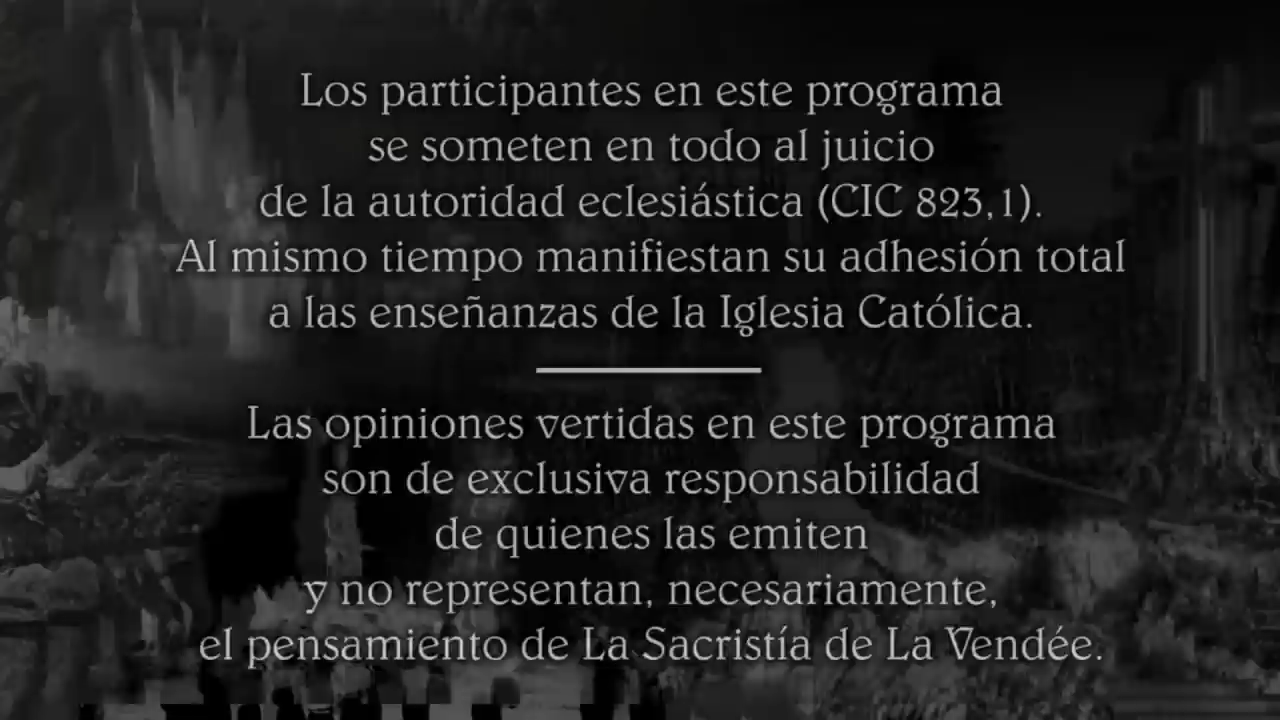 Los participantes en este programa
se someten en todo al juicio
de la autoridad eclesiástica (CIC 823,1).
Al mismo tiempo manifiestan su adhesión total
a las enseñanzas de la Iglesia Católica.
Las opiniones vertidas en este programa
son de exclusiva responsabilidad
de quienes las emiten
y no representan, necesariamente,
el pensamiento de La Sacristía de La Vendée.